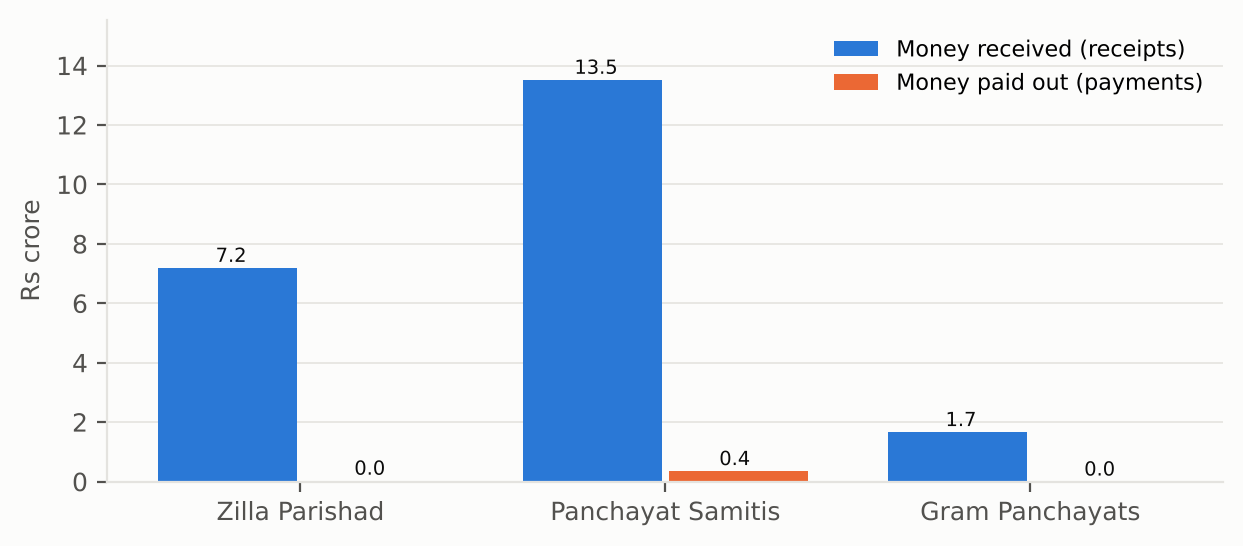 Money received (receipts)
Money paid out (payments)
Rs crore
14
12
10
8
6
4
2
0
7.2
0.0
13.5
0.4
1.7
0.0
Zilla Parishad
Panchayat Samitis
Gram Panchayats